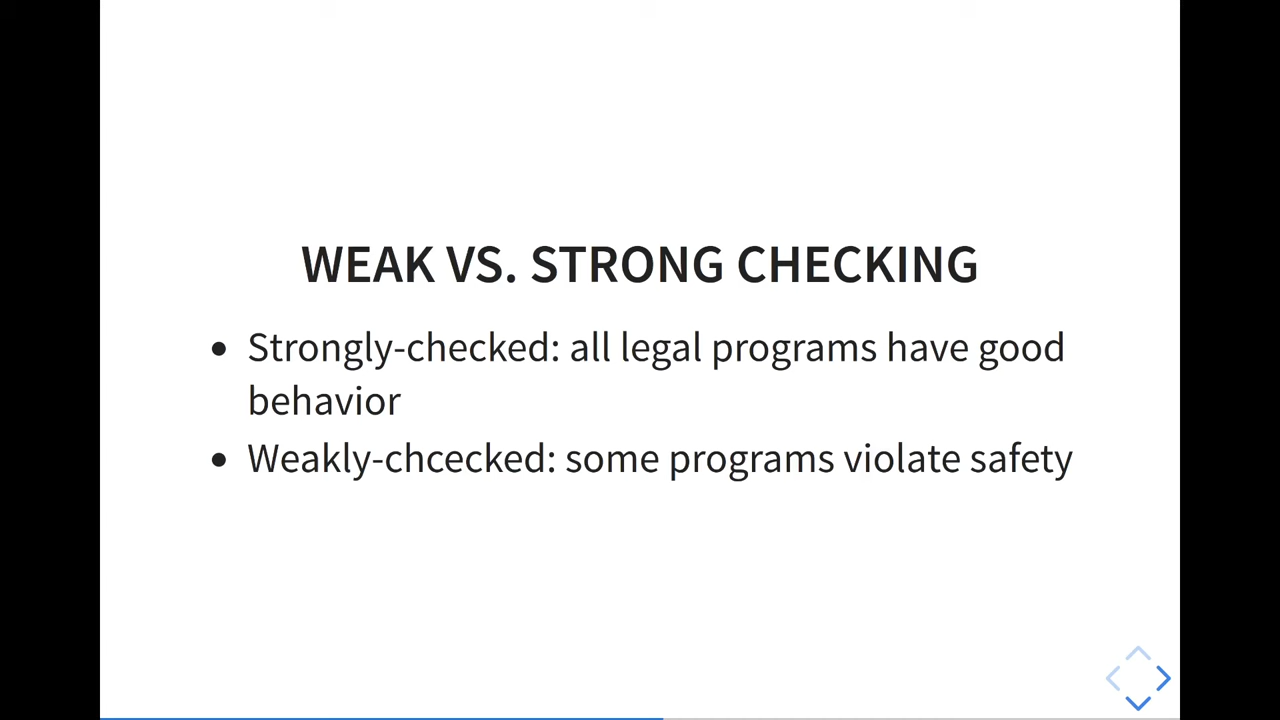 WEAK VS. STRONG CHECKING
• Strongly-checked: all legal programs have good
behavior
• Weakly-chcecked: some programs violate safety